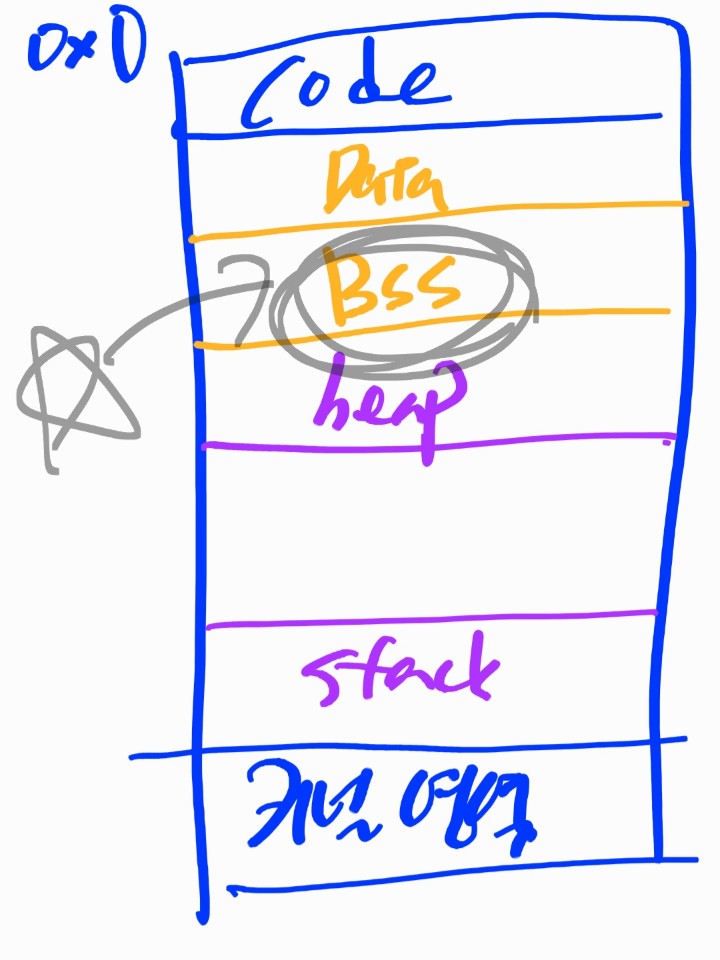 0x0
Code
Data
BSS
heap
stack
커널 영역